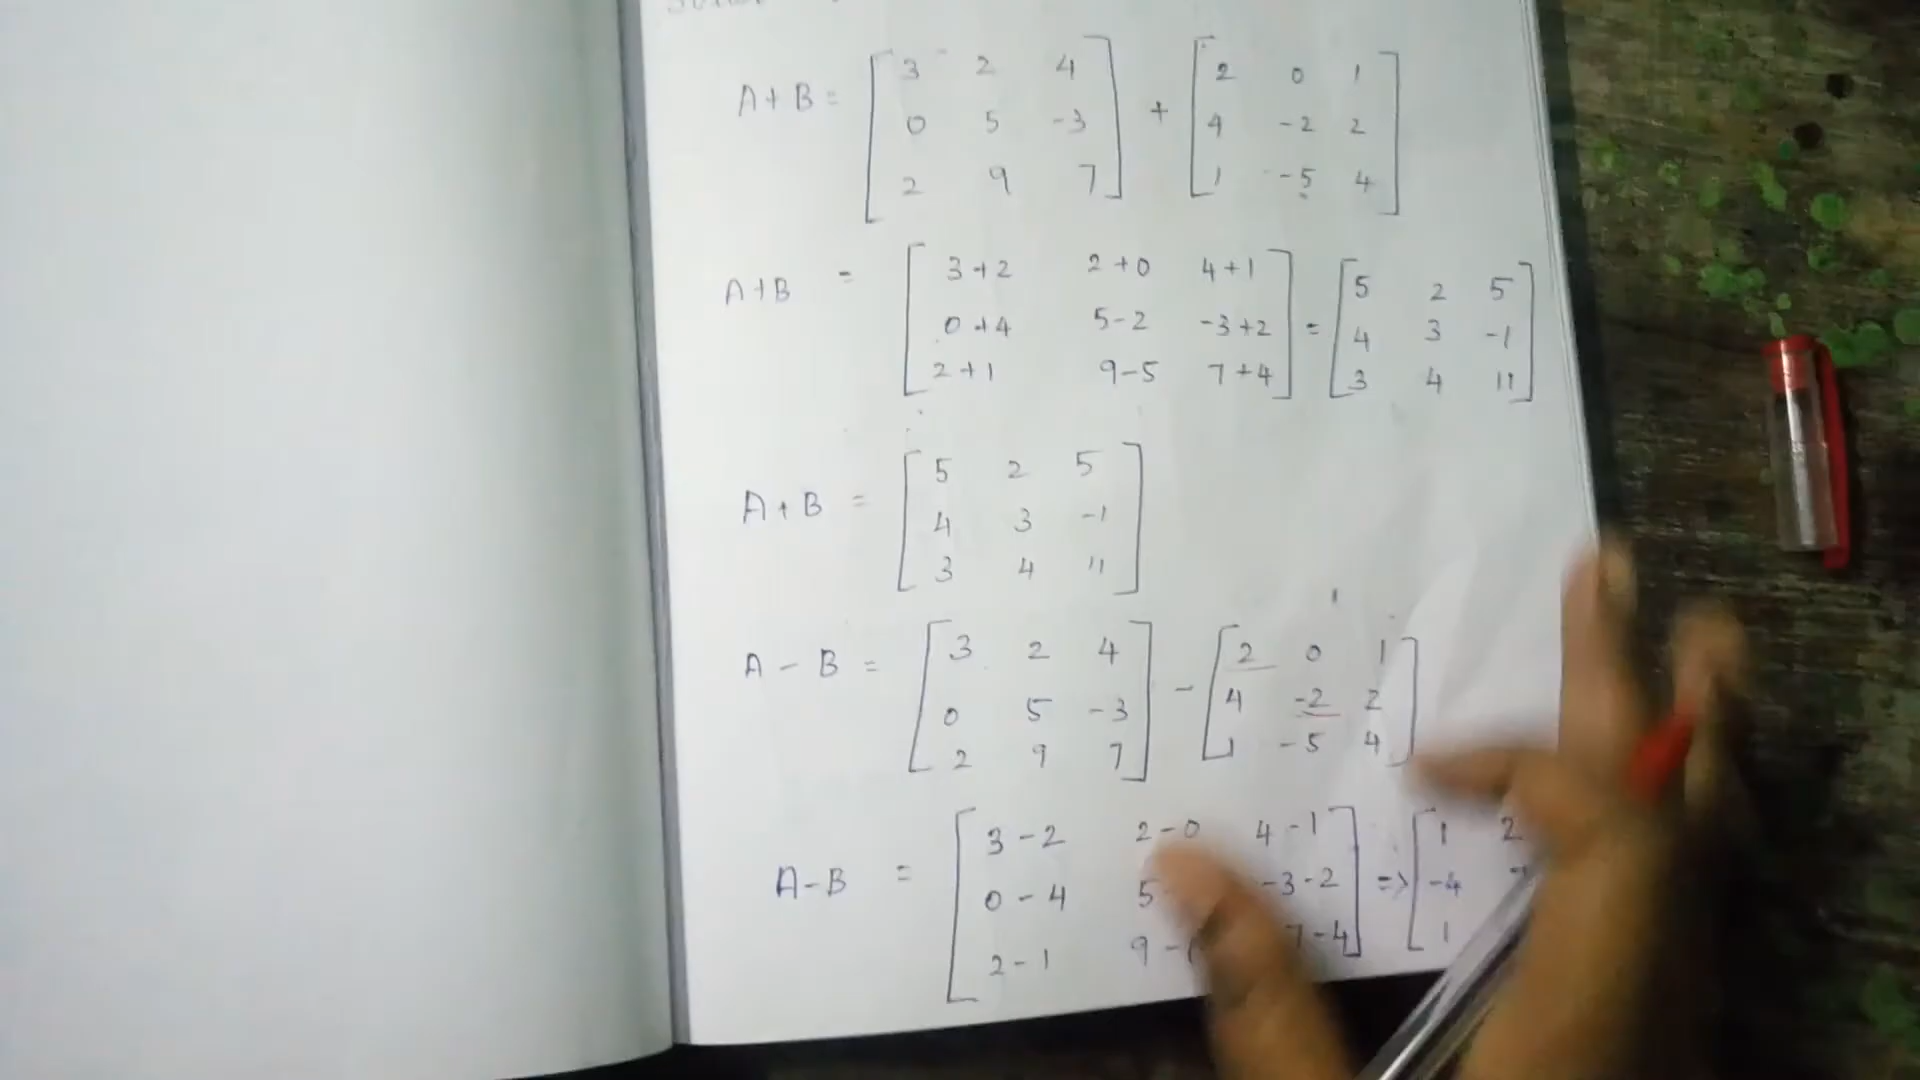 A+B = [ 3 2 4 ] + [ 2 0 1 ]
0 5 -3 4 -2 2
2 9 7 1 -5 4
A+B = [ 3+2 2+0 4+1 ] = [ 5 2 5 ]
0+4 5-2 -3+2 4 3 -1
2+1 9-5 7+4 3 4 11
A+B = [ 5 2 5 ]
4 3 -1
3 4 11
A - B = [ 3 2 4 ] - [ 2 0 1 ]
0 5 -3 4 -2 2
2 9 7 1 -5 4
A-B = [ 3-2 2-0 4-1 ] => [ 1 2
0-4 5 -3-2 -4
2-1 9- 7-4 1